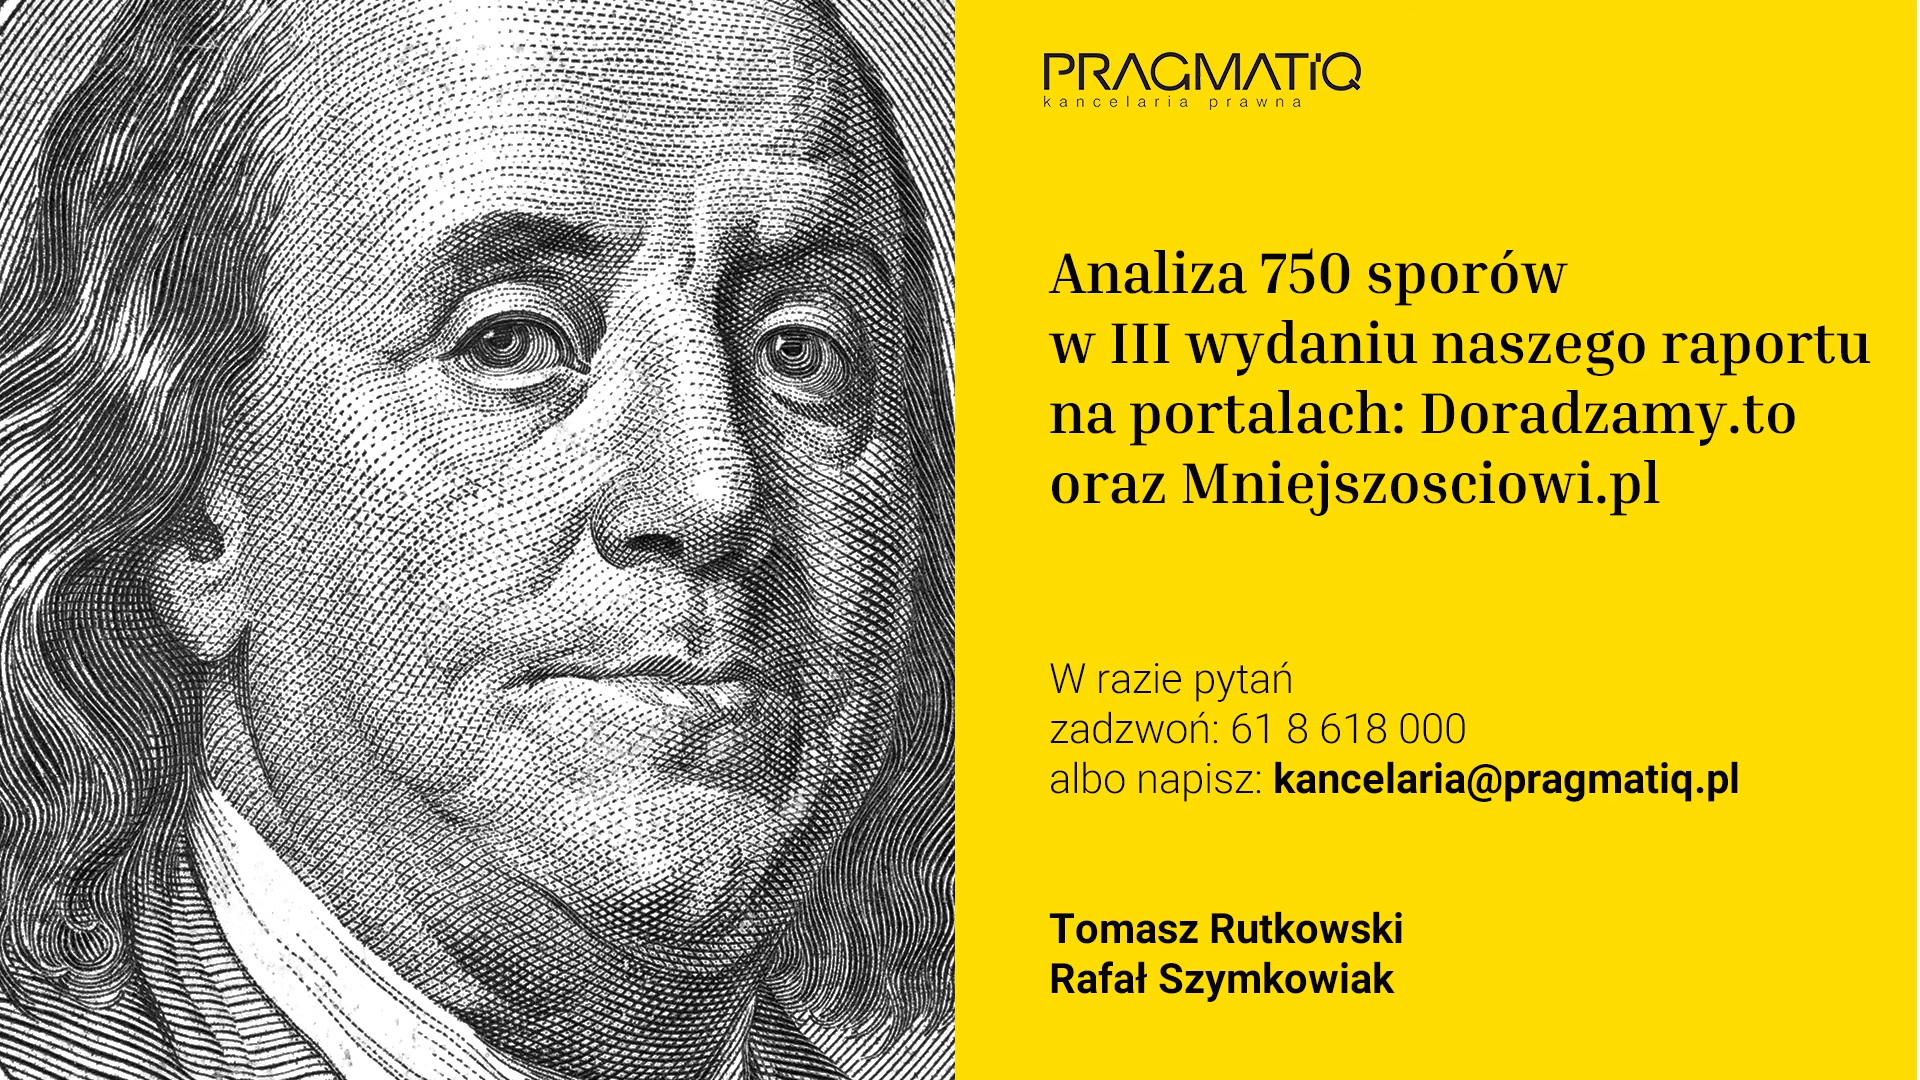 PRAGMATIQ
kancelaria prawna
Analiza 750 sporów
w III wydaniu naszego raportu
na portalach: Doradzamy.to
oraz Mniejszosciowi.pl
W razie pytań
zadzwoń: 61 8 618 000
albo napisz: kancelaria@pragmatiq.pl
Tomasz Rutkowski
Rafał Szymkowiak